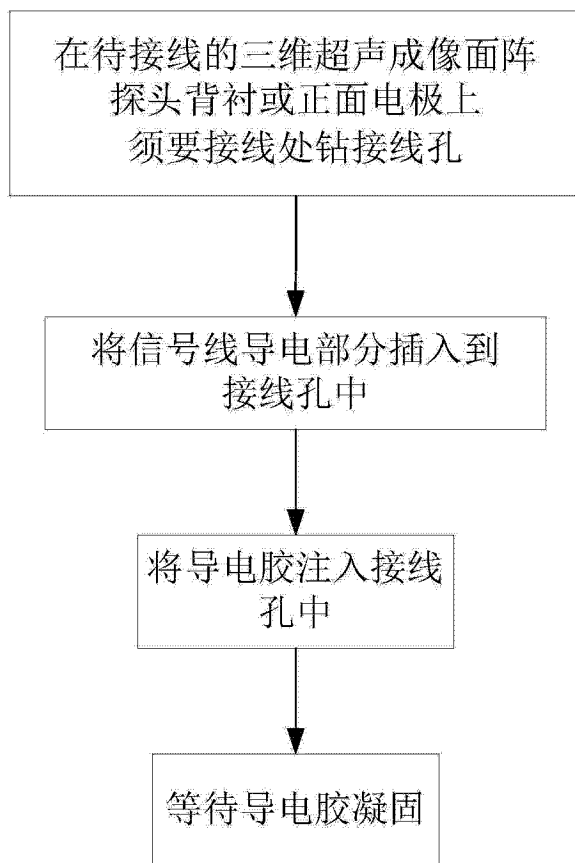 在待接线的三维超声成像面阵
探头背衬或正面电极上
须要接线处钻接线孔
将信号线导电部分插入到
接线孔中
将导电胶注入接线
孔中
等待导电胶凝固